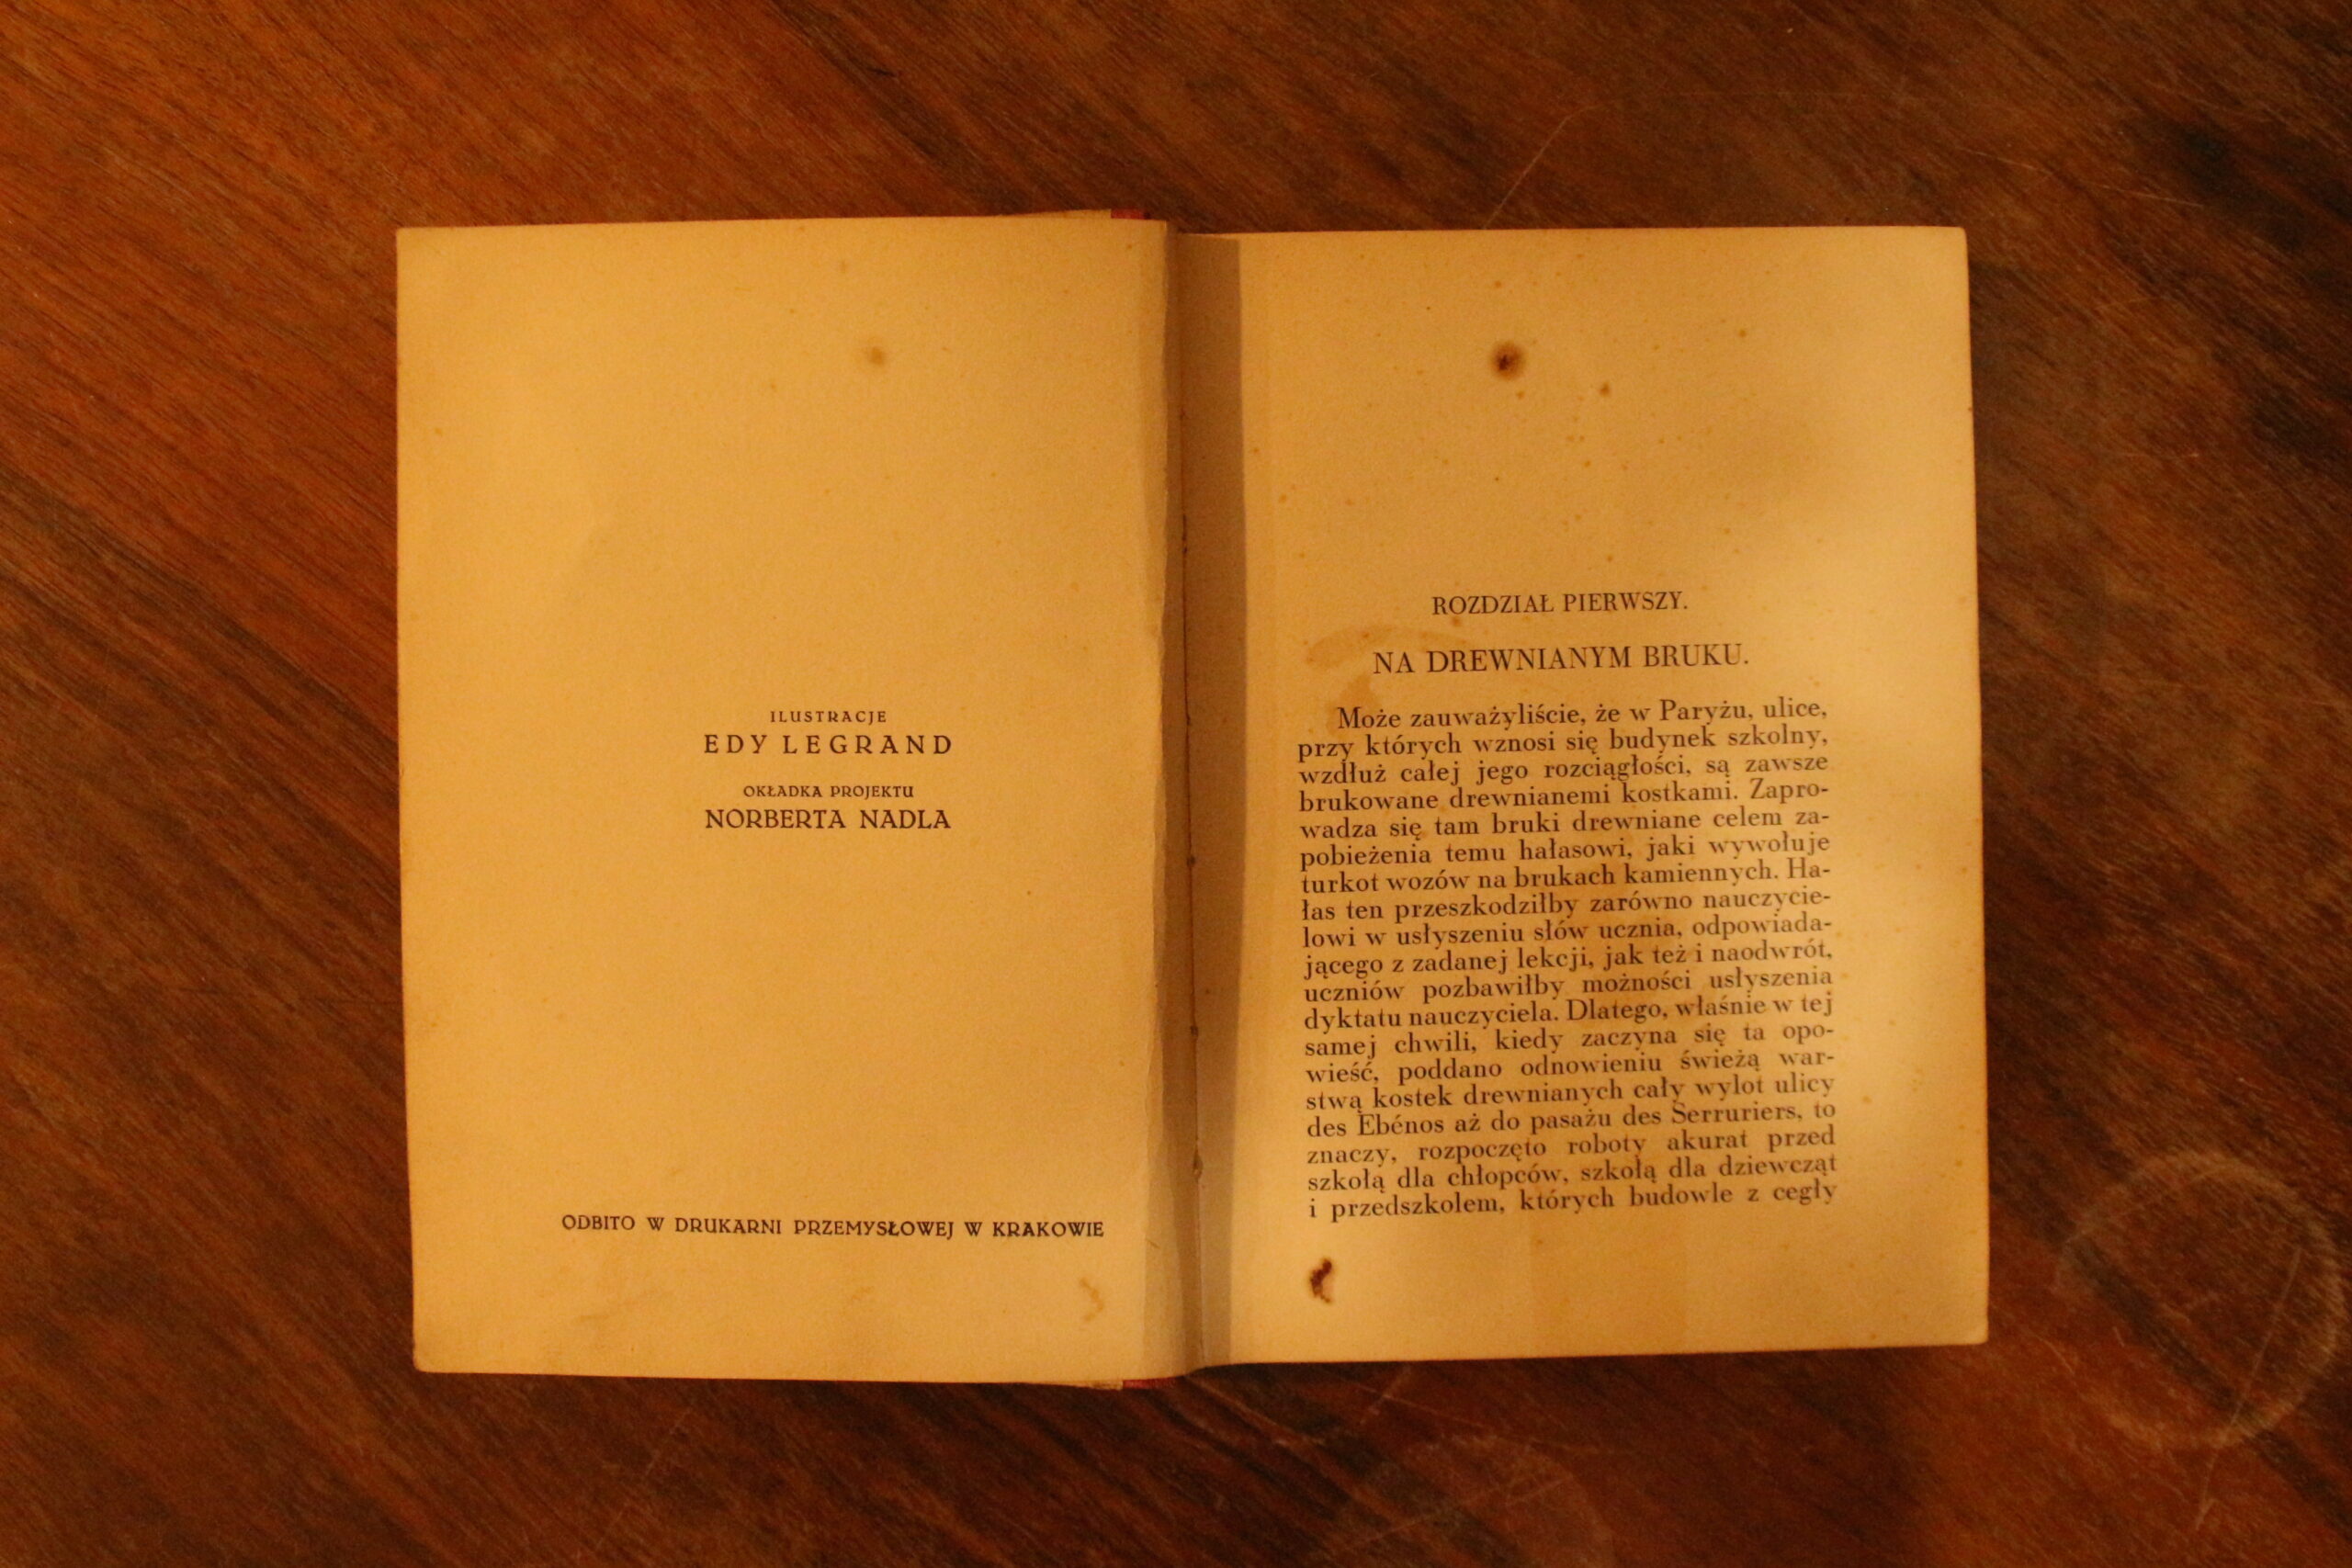 ILUSTRACJE
EDY LEGRAND
OKŁADKA PROJEKTU
NORBERTA NADLA
ODBITO W DRUKARNI PRZEMYSŁOWEJ W KRAKOWIE
ROZDZIAŁ PIERWSZY.
NA DREWNIANYM BRUKU.
Może zauważyliście, że w Paryżu, ulice,
przy których wznosi się budynek szkolny,
wzdłuż całej jego rozciągłości, są zawsze
brukowane drewnianemi kostkami. Zapro-
wadza się tam bruki drewniane celem za-
pobieżenia temu hałasowi, jaki wywołuje
turkot wozów na brukach kamiennych. Ha-
łas ten przeszkodziłby zarówno nauczycie-
lowi w usłyszeniu słów ucznia, odpowiada-
jącego z zadanej lekcji, jak też i naodwrót,
uczniów pozbawiłby możności usłyszenia
dyktatu nauczyciela. Dlatego, właśnie w tej
samej chwili, kiedy zaczyna się ta opo-
wieść, poddano odnowieniu świeżą war-
stwą kostek drewnianych cały wylot ulicy
des Ebénos aż do pasażu des Serruriers, to
znaczy, rozpoczęto roboty akurat przed
szkołą dla chłopców, szkołą dla dziewcząt
i przedszkolem, których budowle z cegły